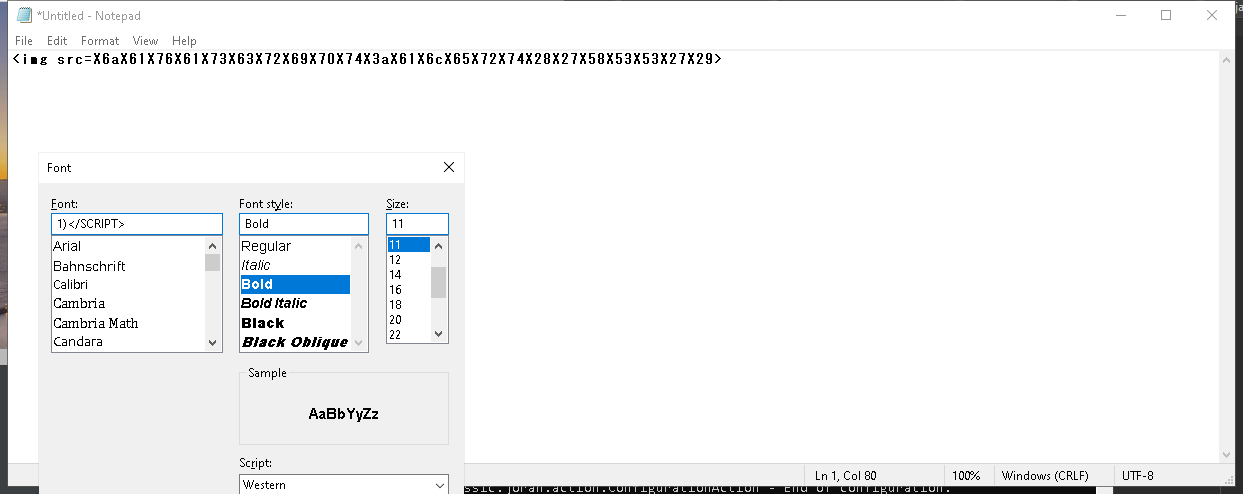 *Untitled - Notepad
File Edit Format View Help
<img src=X6aX61X76X61X73X63X72X69X70X74X3aX61X6cX65X72X74X28X27X58X53X53X27X29>
Font
Font: Font style: Size:
1)</SCRIPT> Bold 11
Arial Regular 11
Bahnschrift Italic 12
Calibri Bold 14
Cambria Bold Italic 16
Cambria Math Black 18
Candara Black Oblique 20
22
Sample
AaBbYyZz
Script:
Western
Ln 1, Col 80 100% Windows (CRLF) UTF-8
ssic.joran.action.ConfigurationAction - End of configuration.